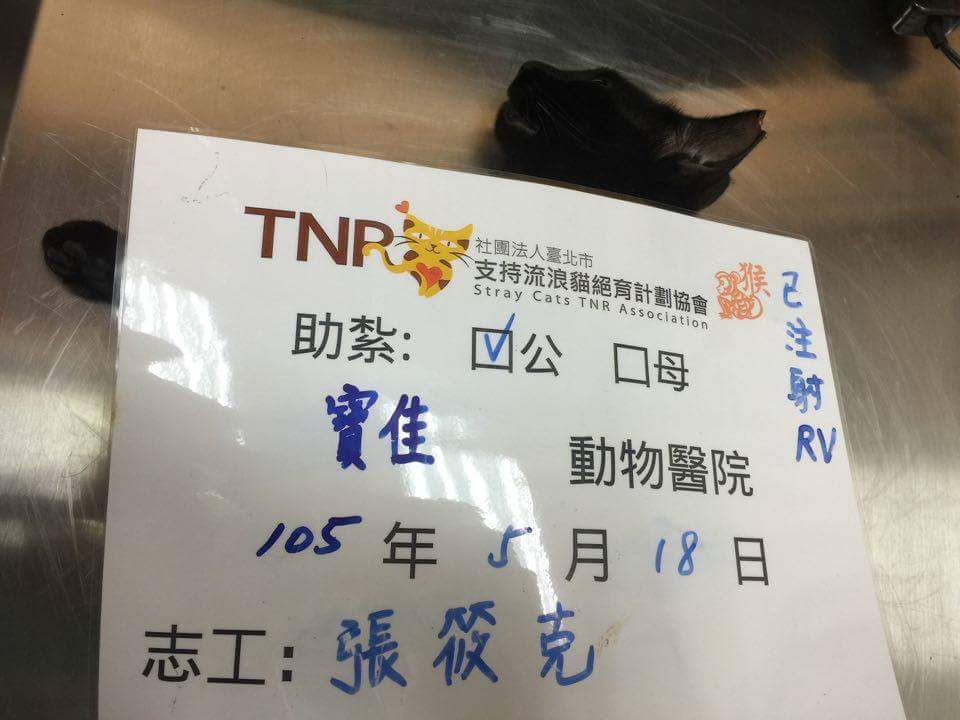 TNR
社團法人臺北市
支持流浪貓絕育計劃協會
Stray Cats TNR Association
猴
已注射RV
助紮: 公 母
寶佳 動物醫院
105 年 5 月 18 日
志工: 張筱克